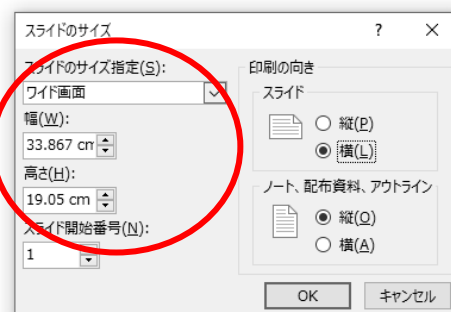 スライドのサイズ ? ×
スライドのサイズ指定(S):
ワイド画面
幅(W):
33.867 cm
高さ(H):
19.05 cm
スライド開始番号(N):
1
印刷の向き
スライド
縦(P)
横(L)
ノート、配布資料、アウトライン
縦(O)
横(A)
OK キャンセル